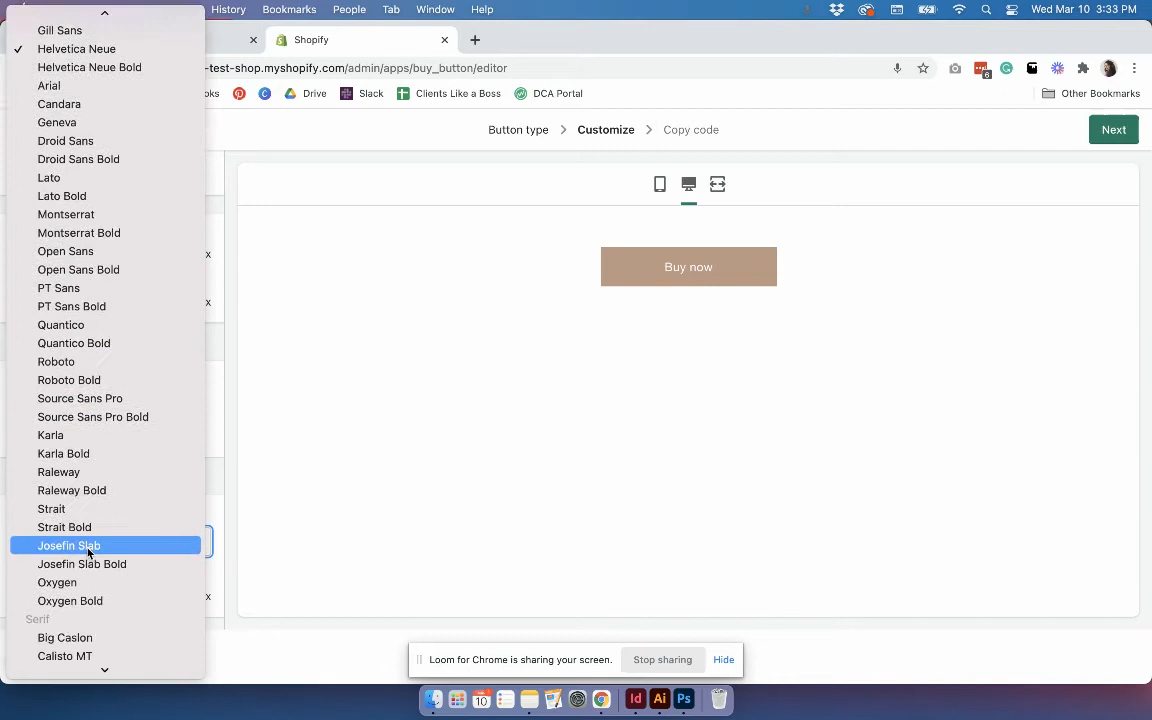 History Bookmarks People Tab Window Help Wed Mar 10 3:33 PM
Shopify
-test-shop.myshopify.com/admin/apps/buy_button/editor
6
oks Drive Slack Clients Like a Boss DCA Portal Other Bookmarks
Button type Customize Copy code Next
Gill Sans
Helvetica Neue
Helvetica Neue Bold
Arial
Candara
Geneva
Droid Sans
Droid Sans Bold
Lato
Lato Bold
Montserrat
Montserrat Bold
Open Sans
Open Sans Bold
PT Sans
PT Sans Bold
Quantico
Quantico Bold
Roboto
Roboto Bold
Source Sans Pro
Source Sans Pro Bold
Karla
Karla Bold
Raleway
Raleway Bold
Strait
Strait Bold
Josefin Slab
Josefin Slab Bold
Oxygen
Oxygen Bold
Serif
Big Caslon
Calisto MT
x
x
x
Buy now
Loom for Chrome is sharing your screen. Stop sharing Hide
10
Id Ai Ps